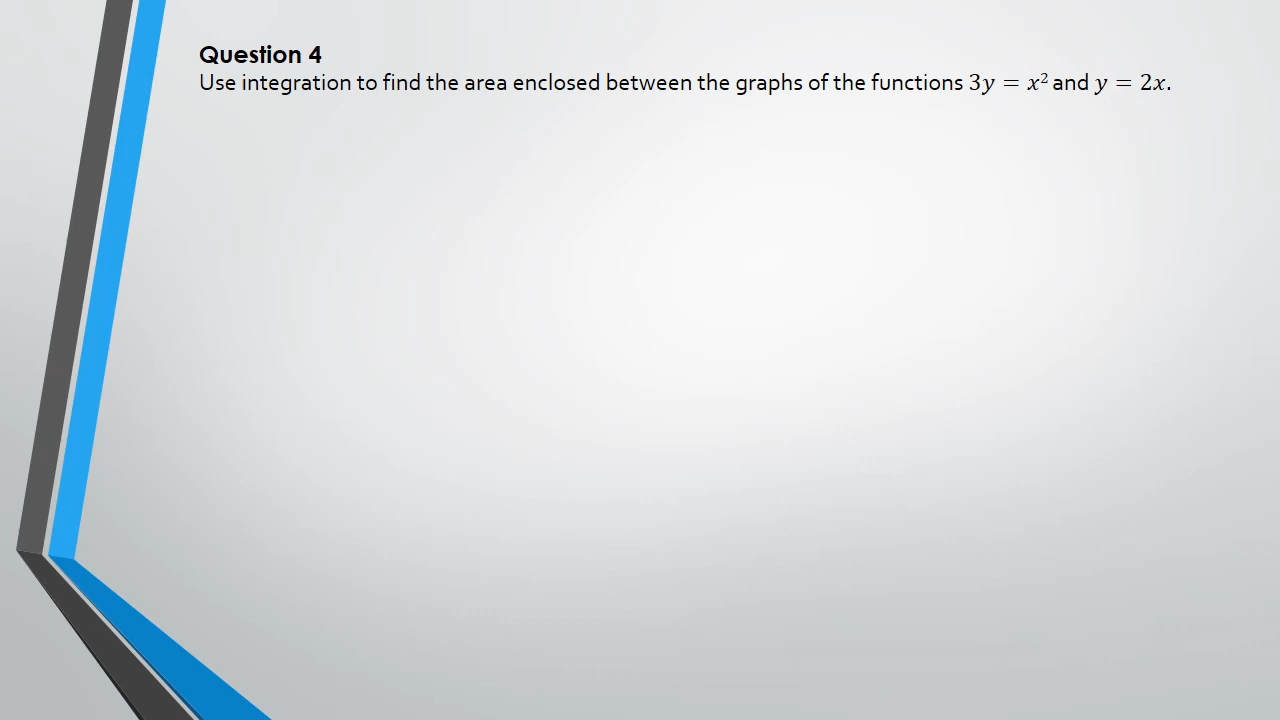 Question 4
Use integration to find the area enclosed between the graphs of the functions 3y = x² and y = 2x.